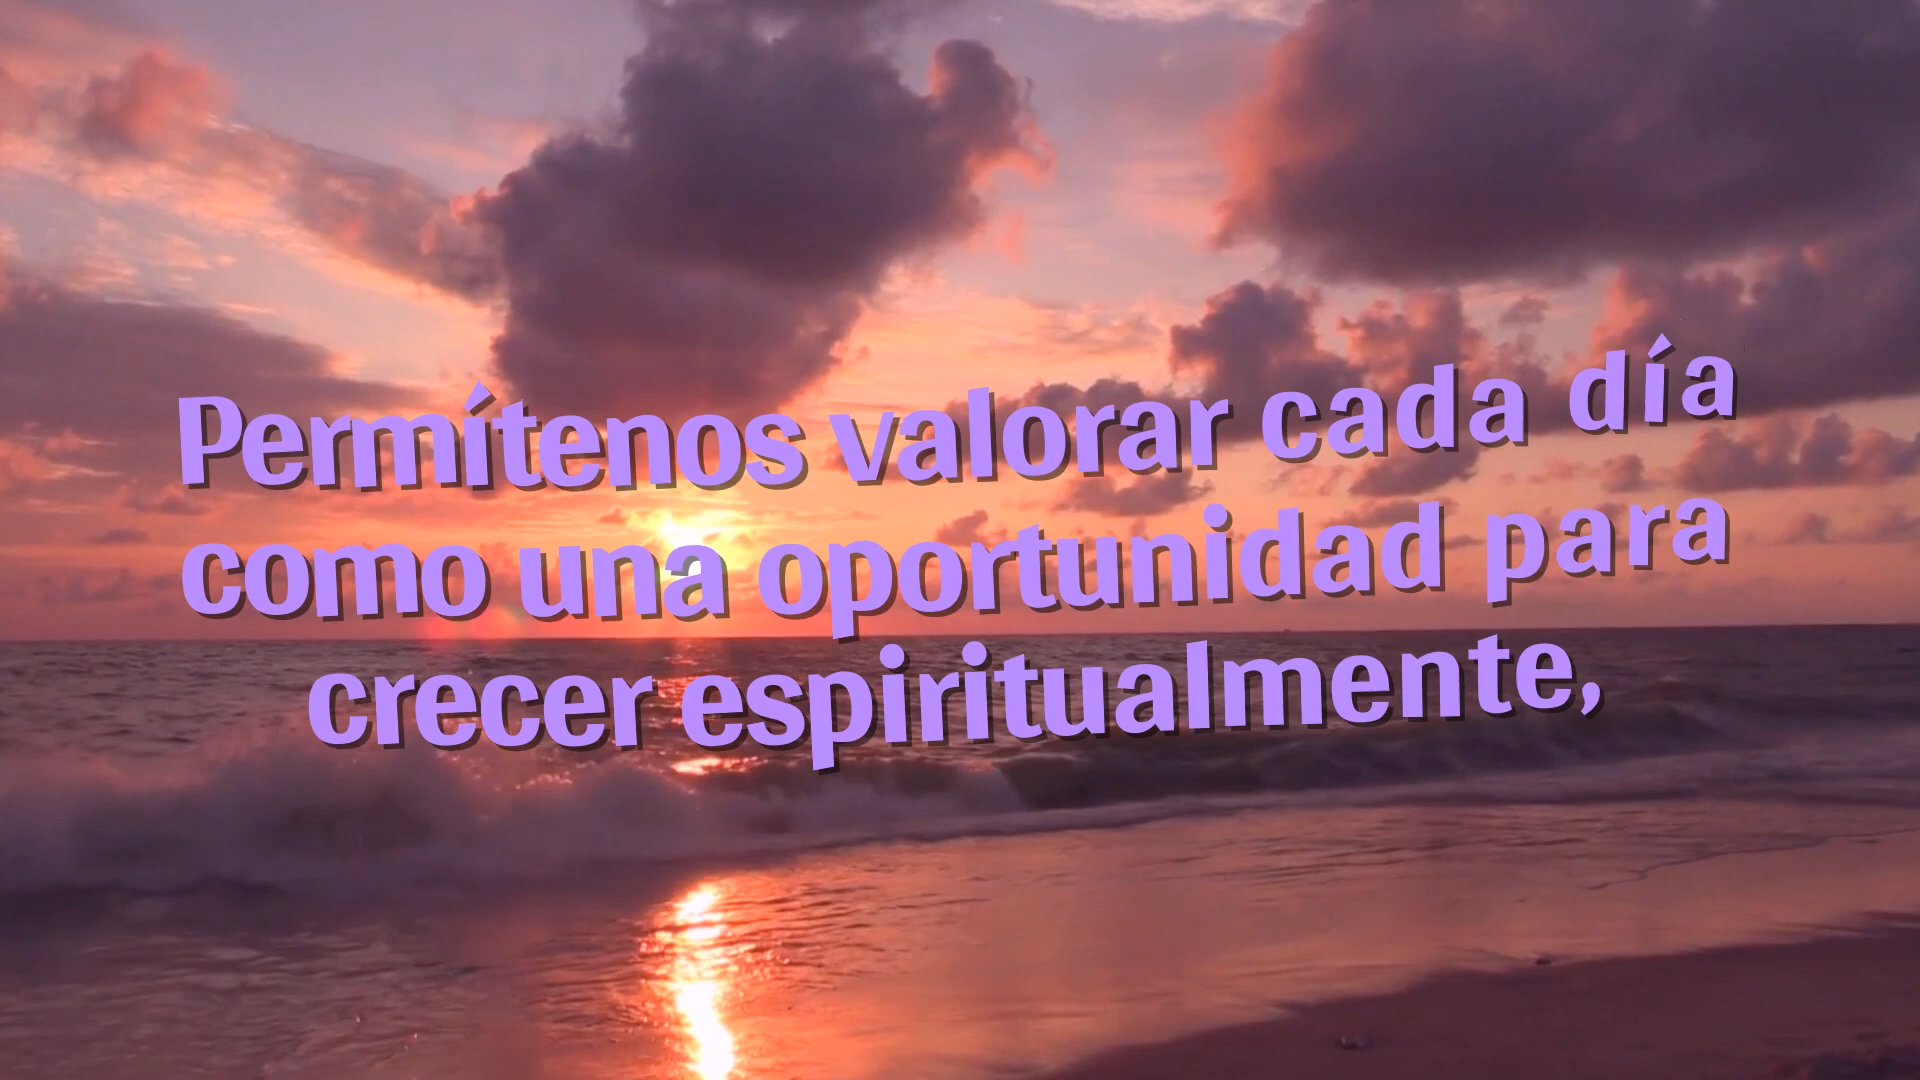 Permítenos valorar cada día
como una oportunidad para
crecer espiritualmente,